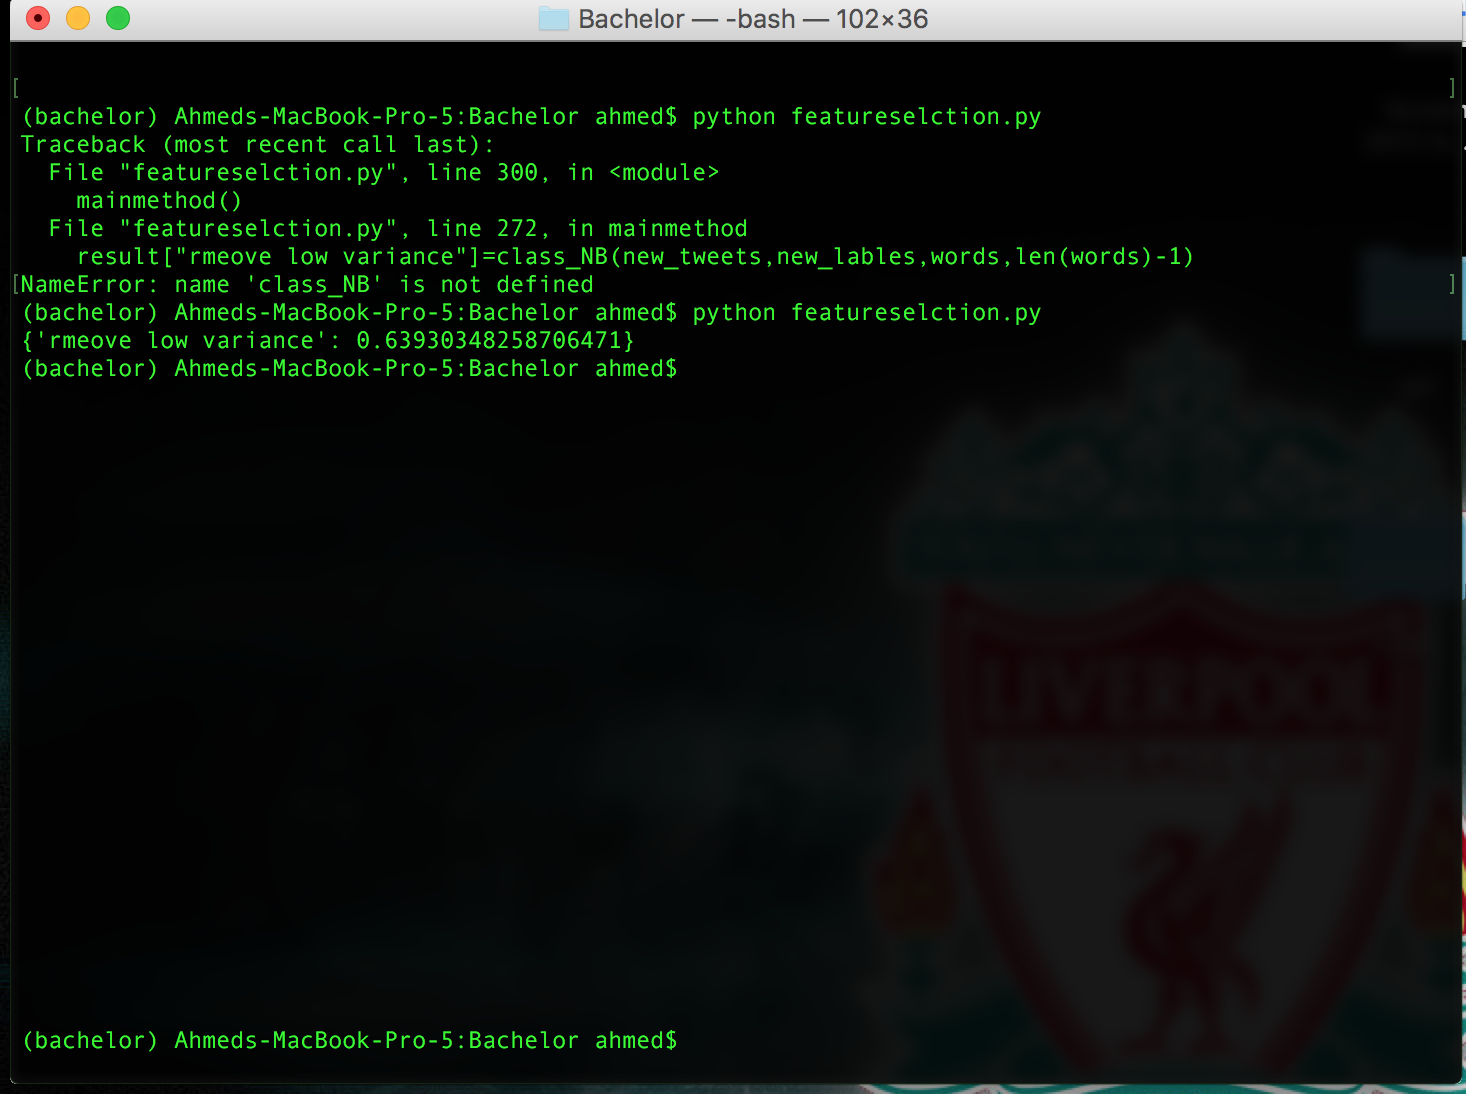 Bachelor — -bash — 102×36
[ ]
(bachelor) Ahmeds-MacBook-Pro-5:Bachelor ahmed$ python featureselction.py
Traceback (most recent call last):
  File "featureselction.py", line 300, in <module>
    mainmethod()
  File "featureselction.py", line 272, in mainmethod
    result["rmeove low variance"]=class_NB(new_tweets,new_lables,words,len(words)-1)
[NameError: name 'class_NB' is not defined ]
(bachelor) Ahmeds-MacBook-Pro-5:Bachelor ahmed$ python featureselction.py
{'rmeove low variance': 0.63930348258706471}
(bachelor) Ahmeds-MacBook-Pro-5:Bachelor ahmed$
LIVERPOOL
(bachelor) Ahmeds-MacBook-Pro-5:Bachelor ahmed$